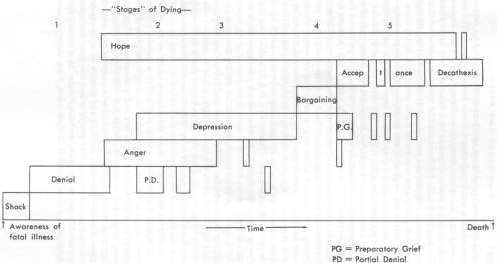 —"Stages" of Dying—
1 2 3 4 5
Hope
Accep t ance Decathexis
Bargaining
Depression P.G.
Anger
Denial P.D.
Shock
↑ Awareness of fatal illness
Time
Death ↑
PG = Preparatory Grief
PD = Partial Denial